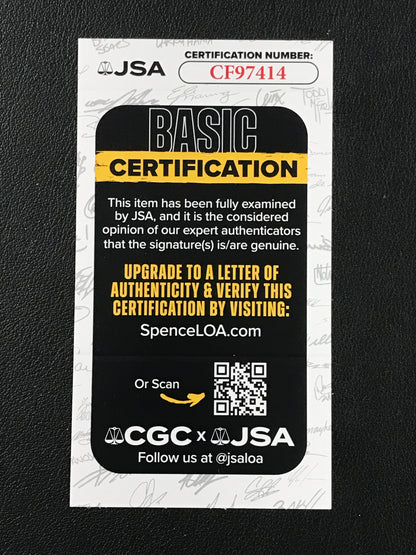 JSA
CERTIFICATION NUMBER:
CF97414
BASIC
CERTIFICATION
This item has been fully examined
by JSA, and it is the considered
opinion of our expert authenticators
that the signature(s) is/are genuine.
UPGRADE TO A LETTER OF
AUTHENTICITY & VERIFY THIS
CERTIFICATION BY VISITING:
SpenceLOA.com
Or Scan
CGC x JSA
Follow us at @jsaloa